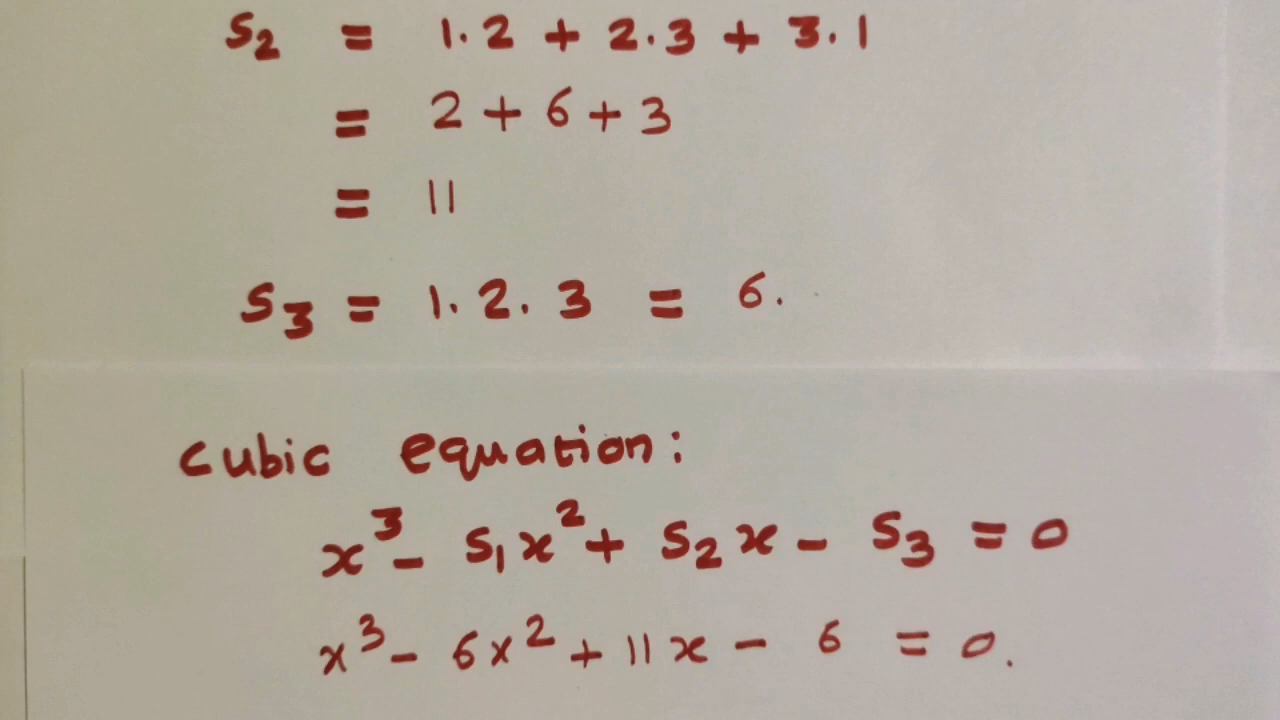 S₂ = 1.2 + 2.3 + 3.1
= 2 + 6 + 3
= 11
S₃ = 1.2.3 = 6.
cubic equation:
x³ - S₁x² + S₂x - S₃ = 0
x³ - 6x² + 11x - 6 = 0.